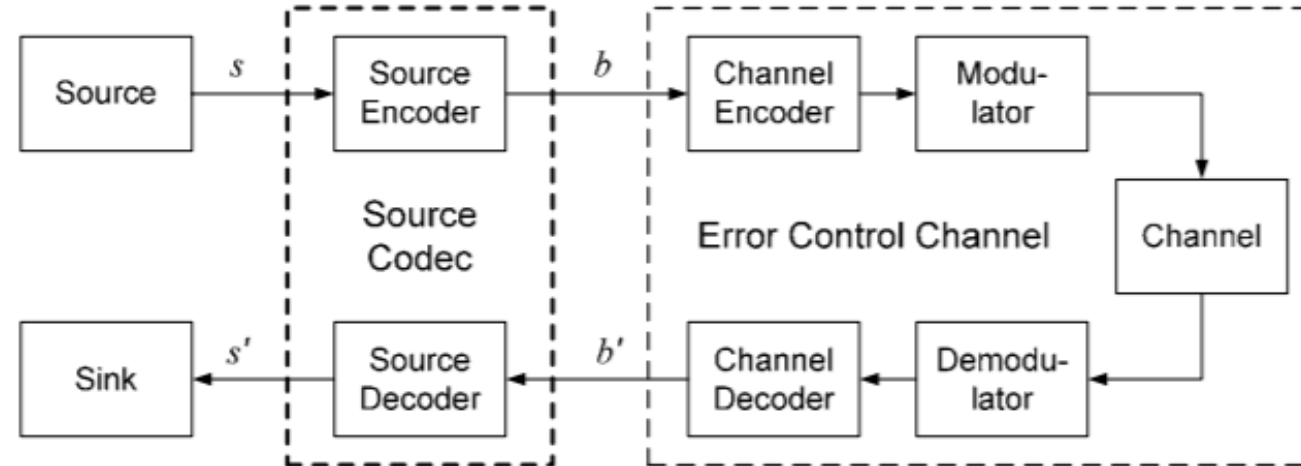 Source
s
Source
Encoder
b
Channel
Encoder
Modu-
lator
Source
Codec
Error Control Channel
Channel
Sink
s'
Source
Decoder
b'
Channel
Decoder
Demodu-
lator